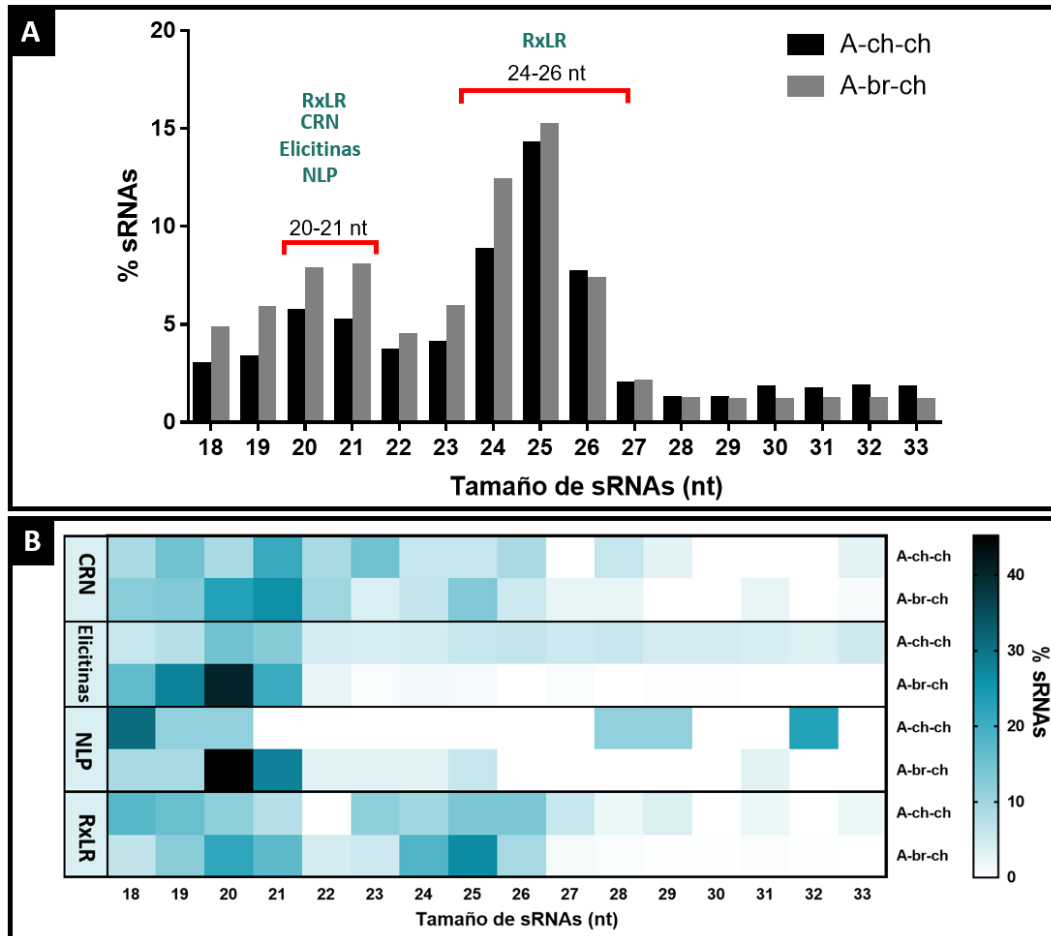 A
20
15
10
5
0
% sRNAs
RxLR
CRN
Elicitinas
NLP
20-21 nt
RxLR
24-26 nt
A-ch-ch
A-br-ch
18 19 20 21 22 23 24 25 26 27 28 29 30 31 32 33
Tamaño de sRNAs (nt)
B
CRN
A-ch-ch
A-br-ch
Elicitinas
A-ch-ch
A-br-ch
NLP
A-ch-ch
A-br-ch
RxLR
A-ch-ch
A-br-ch
18 19 20 21 22 23 24 25 26 27 28 29 30 31 32 33
Tamaño de sRNAs (nt)
40
30
20
10
0
% sRNAs